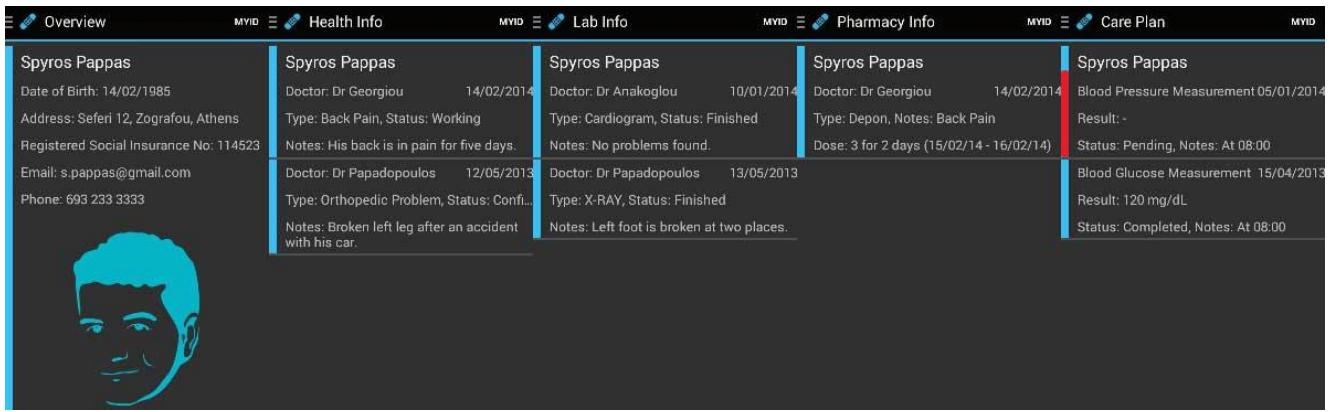 Overview MYID
Spyros Pappas
Date of Birth: 14/02/1985
Address: Seferi 12, Zografou, Athens
Registered Social Insurance No: 114523
Email: s.pappas@gmail.com
Phone: 693 233 3333
Health Info MYID
Spyros Pappas
Doctor: Dr Georgiou 14/02/2014
Type: Back Pain, Status: Working
Notes: His back is in pain for five days.
Doctor: Dr Papadopoulos 12/05/2013
Type: Orthopedic Problem, Status: Confi...
Notes: Broken left leg after an accident
with his car.
Lab Info MYID
Spyros Pappas
Doctor: Dr Anakoglou 10/01/2014
Type: Cardiogram, Status: Finished
Notes: No problems found.
Doctor: Dr Papadopoulos 13/05/2013
Type: X-RAY, Status: Finished
Notes: Left foot is broken at two places.
Pharmacy Info MYID
Spyros Pappas
Doctor: Dr Georgiou 14/02/2014
Type: Depon, Notes: Back Pain
Dose: 3 for 2 days (15/02/14 - 16/02/14)
Care Plan MYID
Spyros Pappas
Blood Pressure Measurement 05/01/2014
Result: -
Status: Pending, Notes: At 08:00
Blood Glucose Measurement 15/04/2013
Result: 120 mg/dL
Status: Completed, Notes: At 08:00